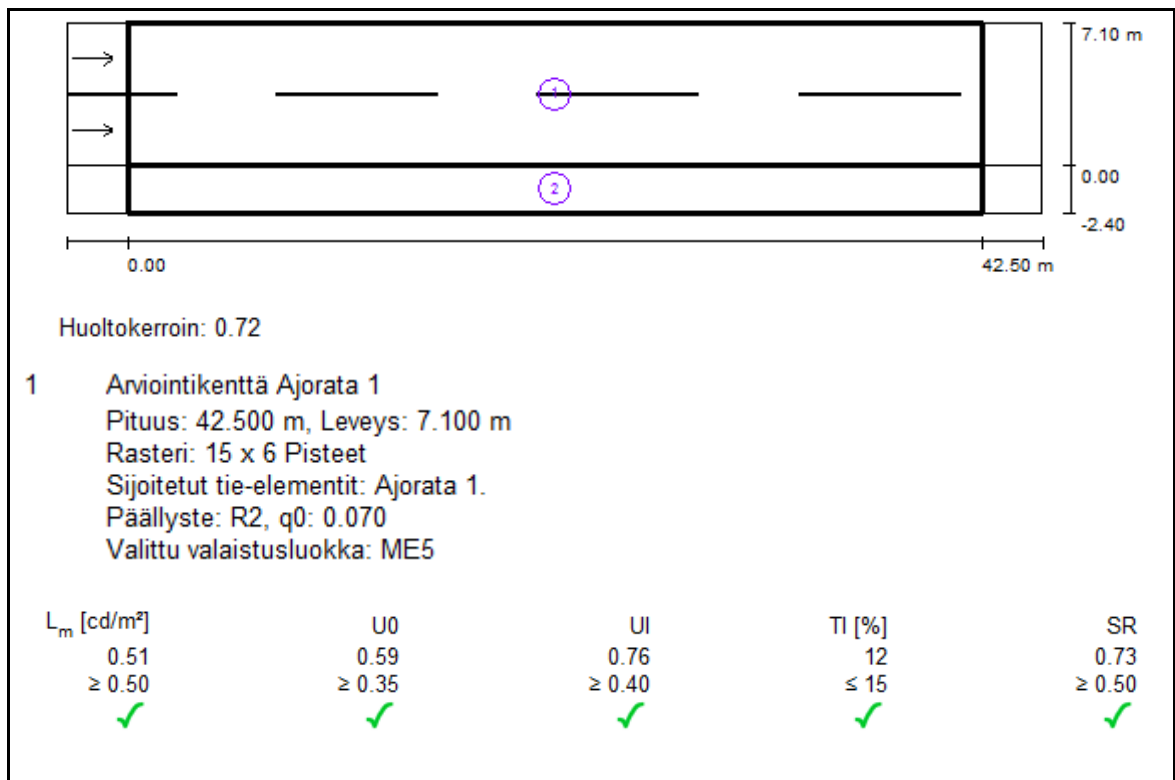 7.10 m
1
0.00
2
-2.40
0.00 42.50 m
Huoltokerroin: 0.72
1 Arviointikenttä Ajorata 1
Pituus: 42.500 m, Leveys: 7.100 m
Rasteri: 15 x 6 Pisteet
Sijoitetut tie-elementit: Ajorata 1.
Päällyste: R2, q0: 0.070
Valittu valaistusluokka: ME5
Lm [cd/m²] U0 UI TI [%] SR
0.51 0.59 0.76 12 0.73
≥ 0.50 ≥ 0.35 ≥ 0.40 ≤ 15 ≥ 0.50